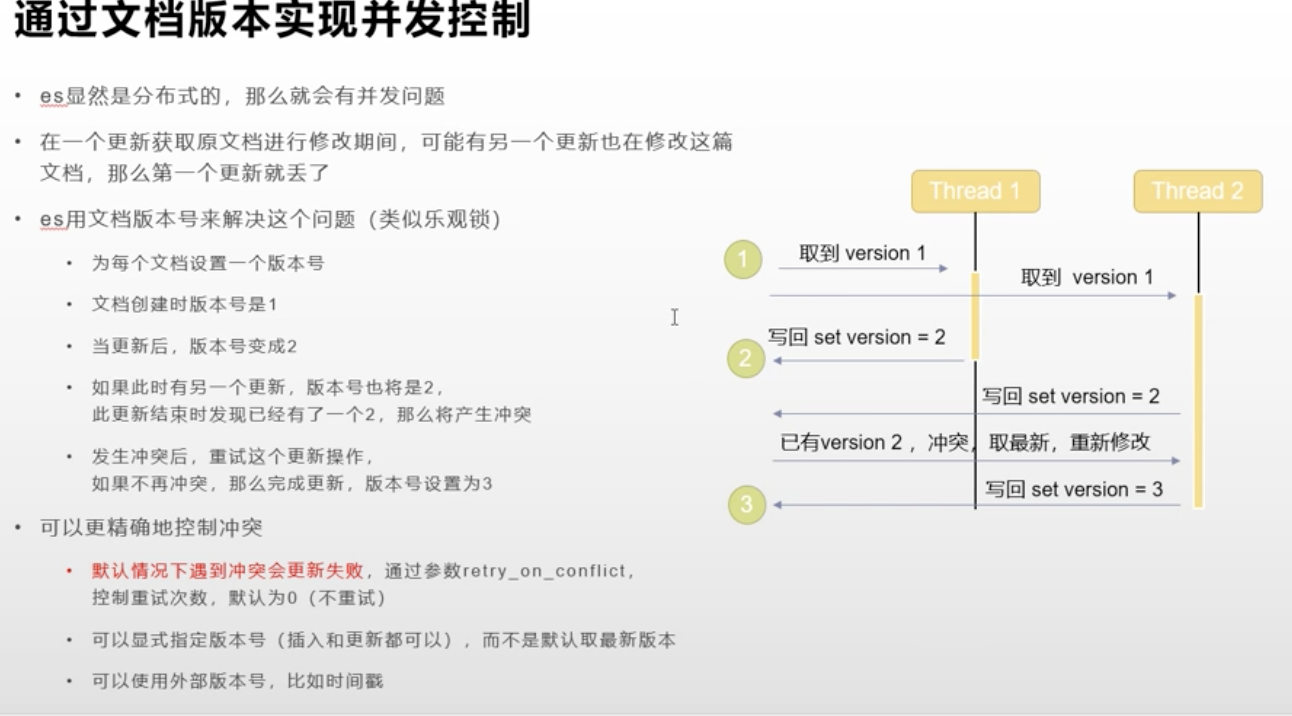 通过文档版本实现并发控制
• es显然是分布式的，那么就会有并发问题
• 在一个更新获取原文档进行修改期间，可能有另一个更新也在修改这篇
文档，那么第一个更新就丢了
• es用文档版本号来解决这个问题（类似乐观锁）
• 为每个文档设置一个版本号
• 文档创建时版本号是1
• 当更新后，版本号变成2
• 如果此时有另一个更新，版本号也将是2，
此更新结束时发现已经有了一个2，那么将产生冲突
• 发生冲突后，重试这个更新操作，
如果不再冲突，那么完成更新，版本号设置为3
• 可以更精确地控制冲突
• 默认情况下遇到冲突会更新失败，通过参数retry_on_conflict，
控制重试次数，默认为0（不重试）
• 可以显式指定版本号（插入和更新都可以），而不是默认取最新版本
• 可以使用外部版本号，比如时间戳
Thread 1
Thread 2
1
取到 version 1
取到 version 1
写回 set version = 2
2
写回 set version = 2
已有version 2 ，冲突，取最新，重新修改
写回 set version = 3
3